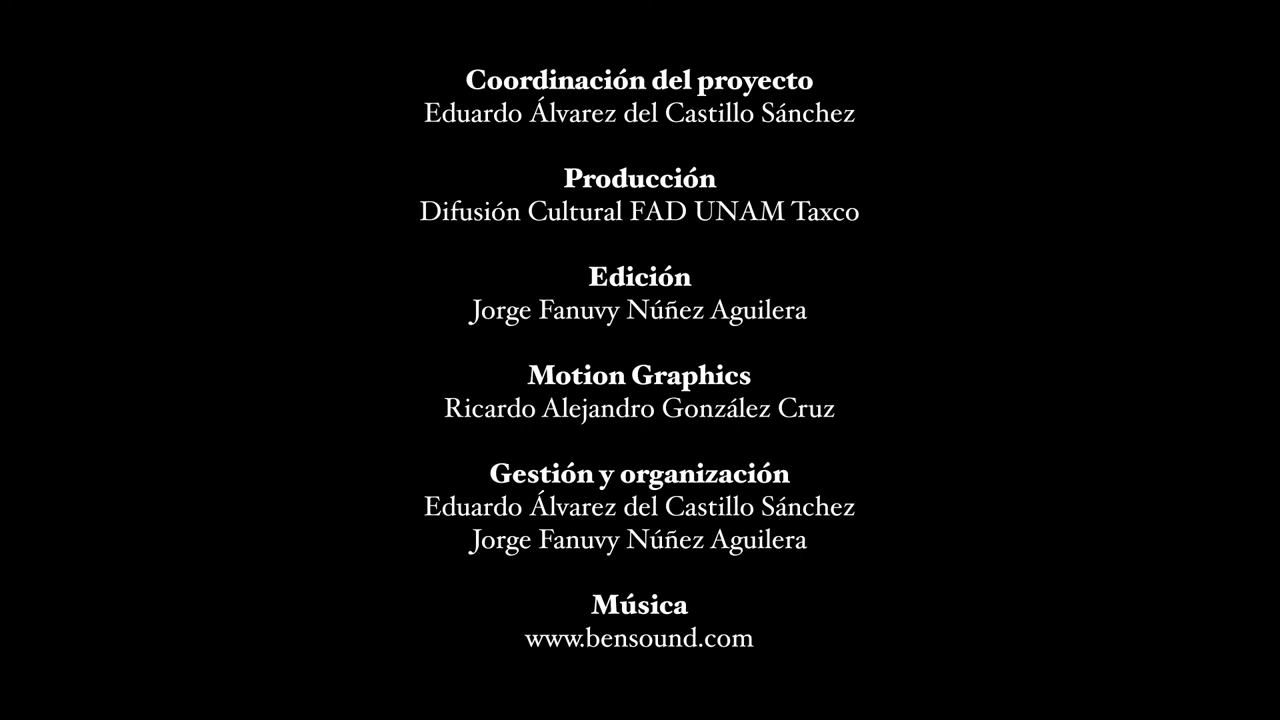 Coordinación del proyecto
Eduardo Álvarez del Castillo Sánchez
Producción
Difusión Cultural FAD UNAM Taxco
Edición
Jorge Fanuvy Núñez Aguilera
Motion Graphics
Ricardo Alejandro González Cruz
Gestión y organización
Eduardo Álvarez del Castillo Sánchez
Jorge Fanuvy Núñez Aguilera
Música
www.bensound.com